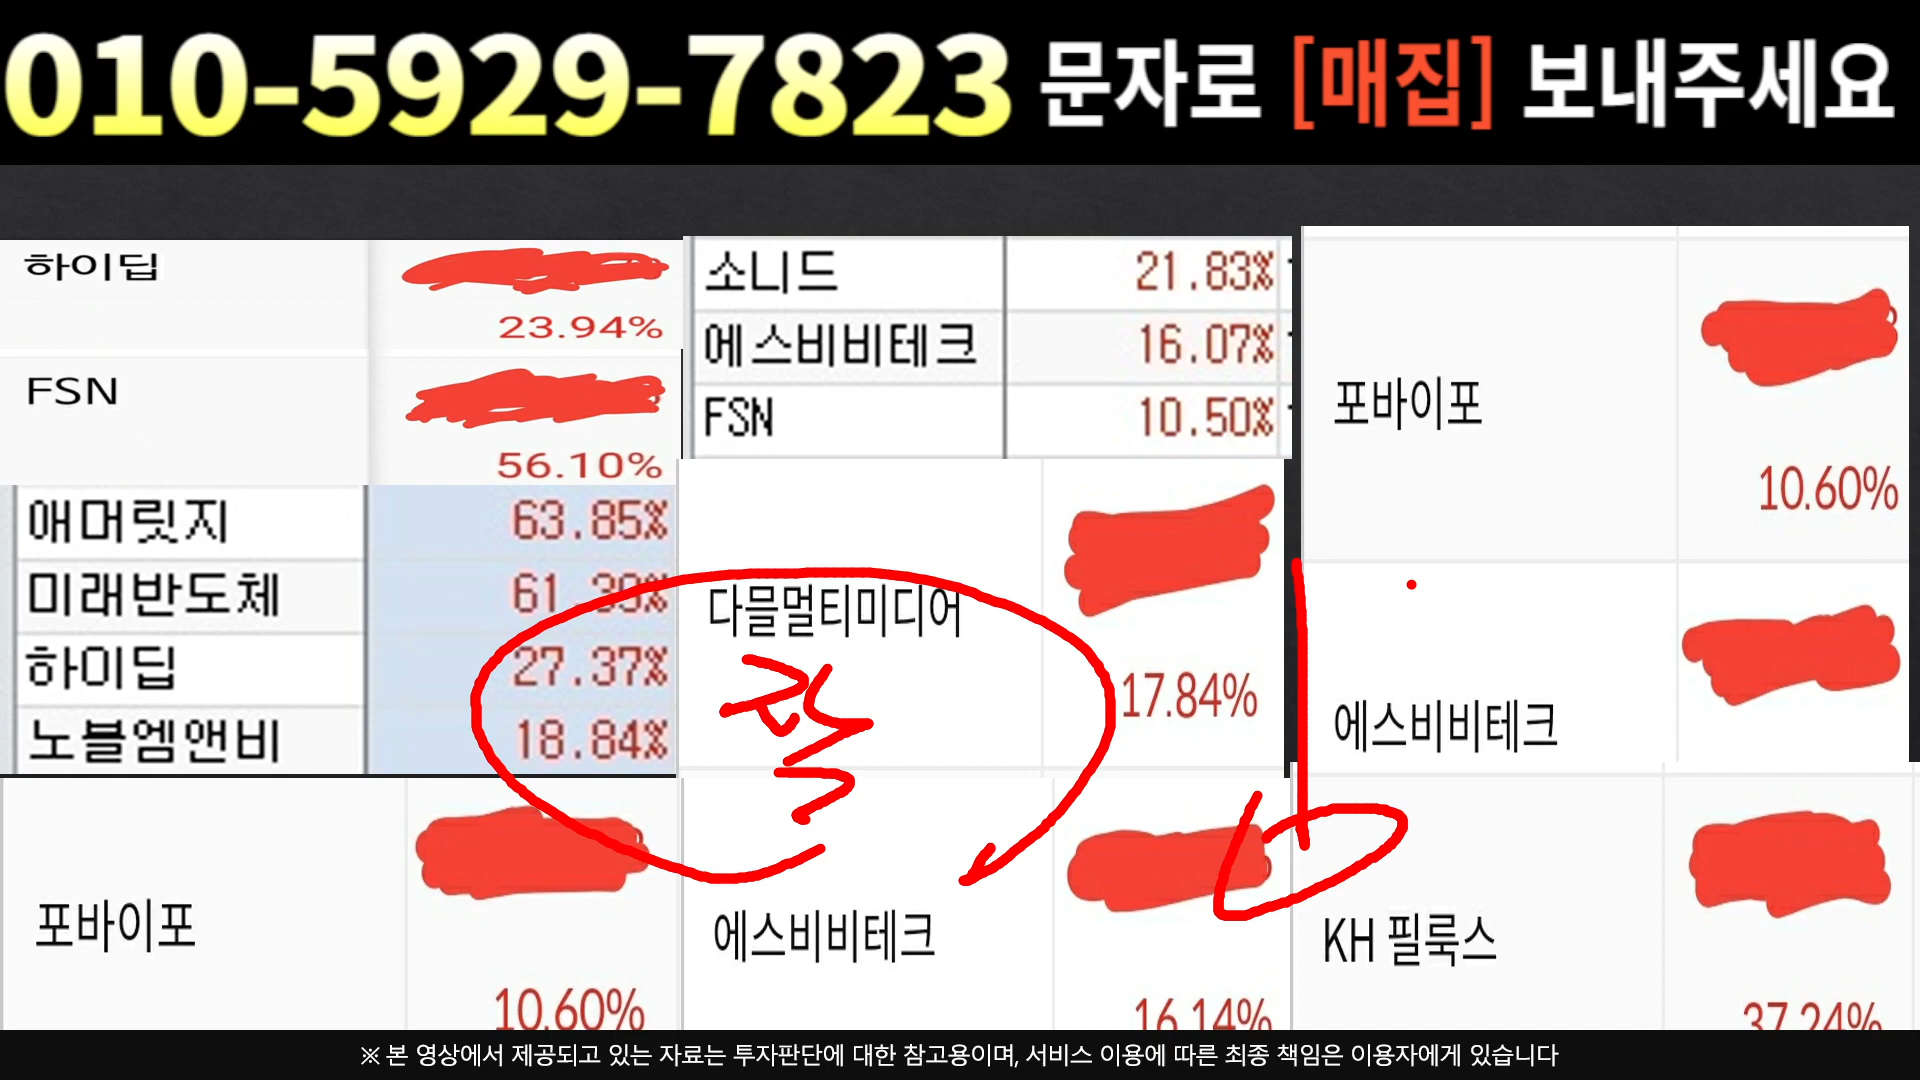 010-5929-7823 문자로 [매집] 보내주세요
하이딥
23.94%
FSN
56.10%
애머릿지 63.85%
미래반도체 61.39%
하이딥 27.37%
노블엠앤비 18.84%
소니드 21.83%
에스비비테크 16.07%
FSN 10.50%
다믈멀티미디어
17.84%
포바이포
10.60%
에스비비테크
포바이포
10.60%
에스비비테크
16.14%
KH 필룩스
37.24%
※ 본 영상에서 제공되고 있는 자료는 투자판단에 대한 참고용이며, 서비스 이용에 따른 최종 책임은 이용자에게 있습니다